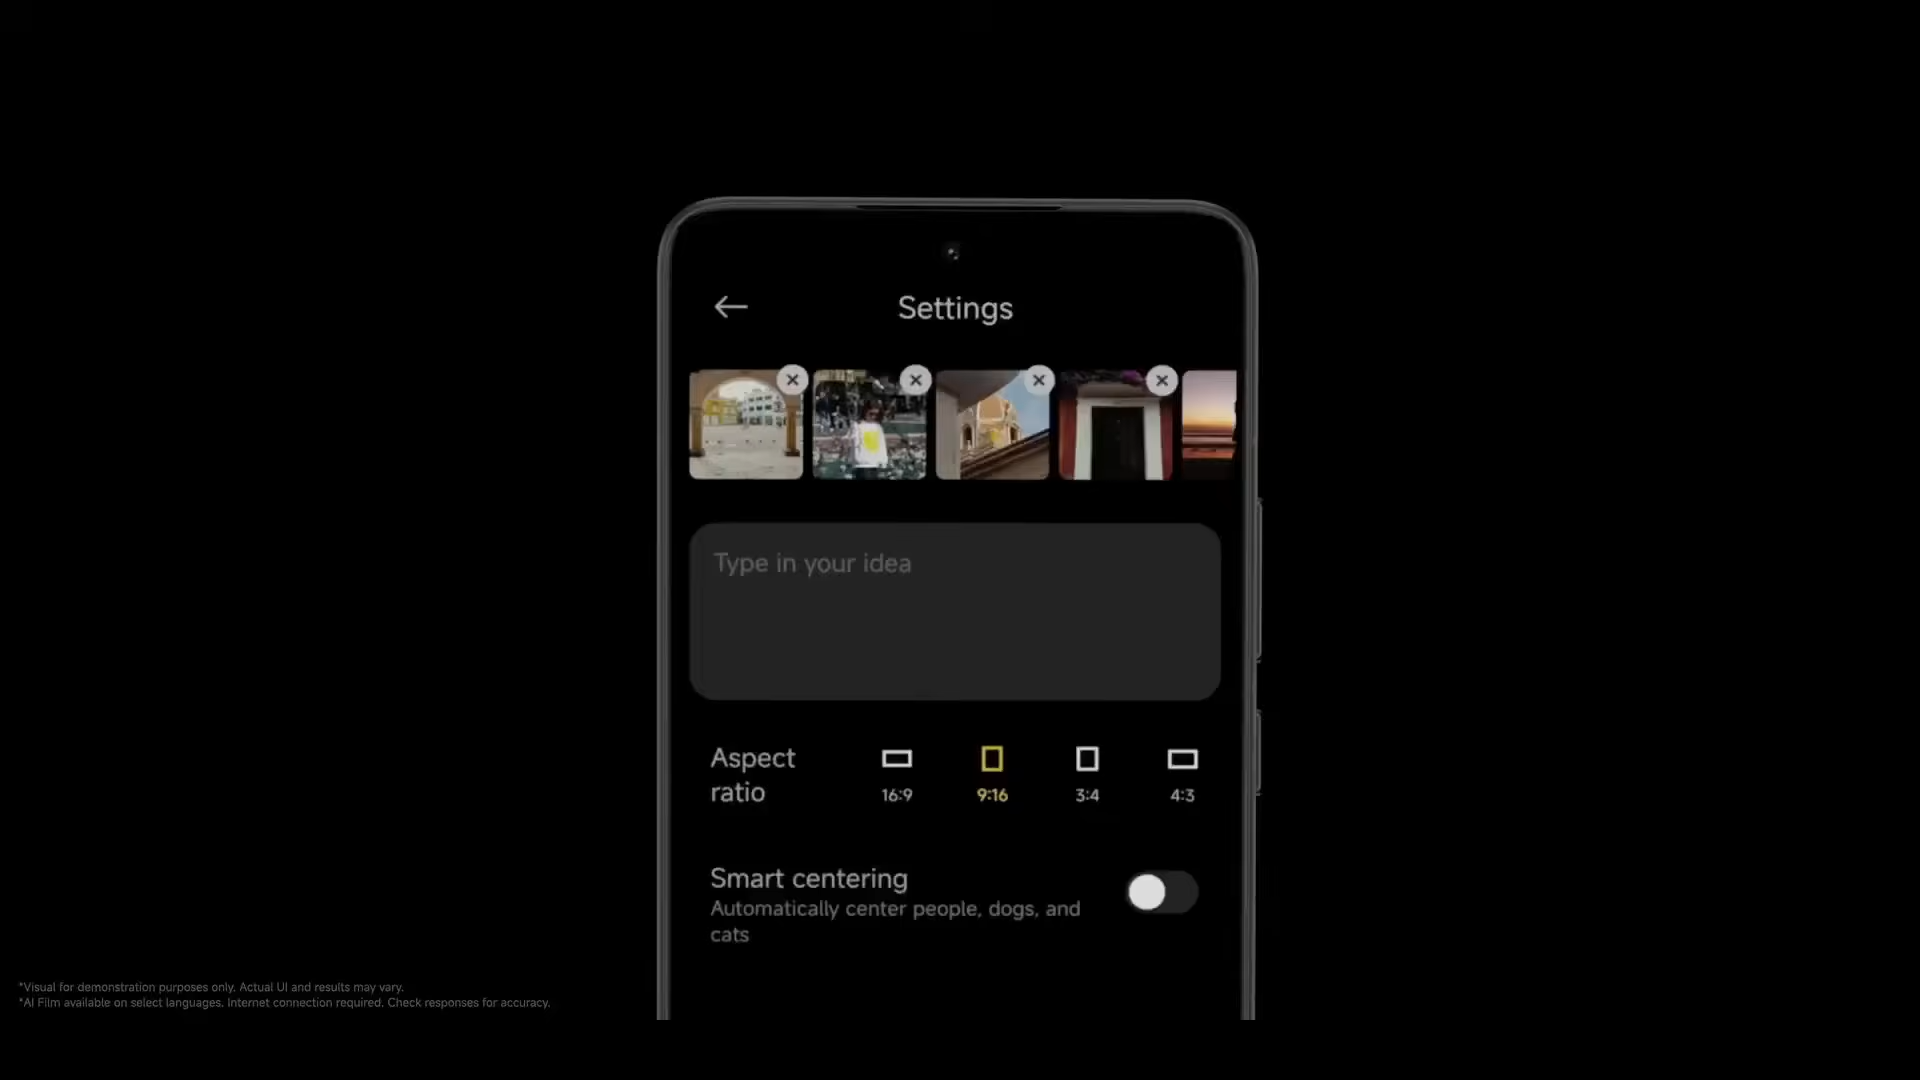 Settings
Type in your idea
Aspect
ratio
16:9
9:16
3:4
4:3
Smart centering
Automatically center people, dogs, and
cats
*Visual for demonstration purposes only. Actual UI and results may vary.
*AI Film available on select languages. Internet connection required. Check responses for accuracy.